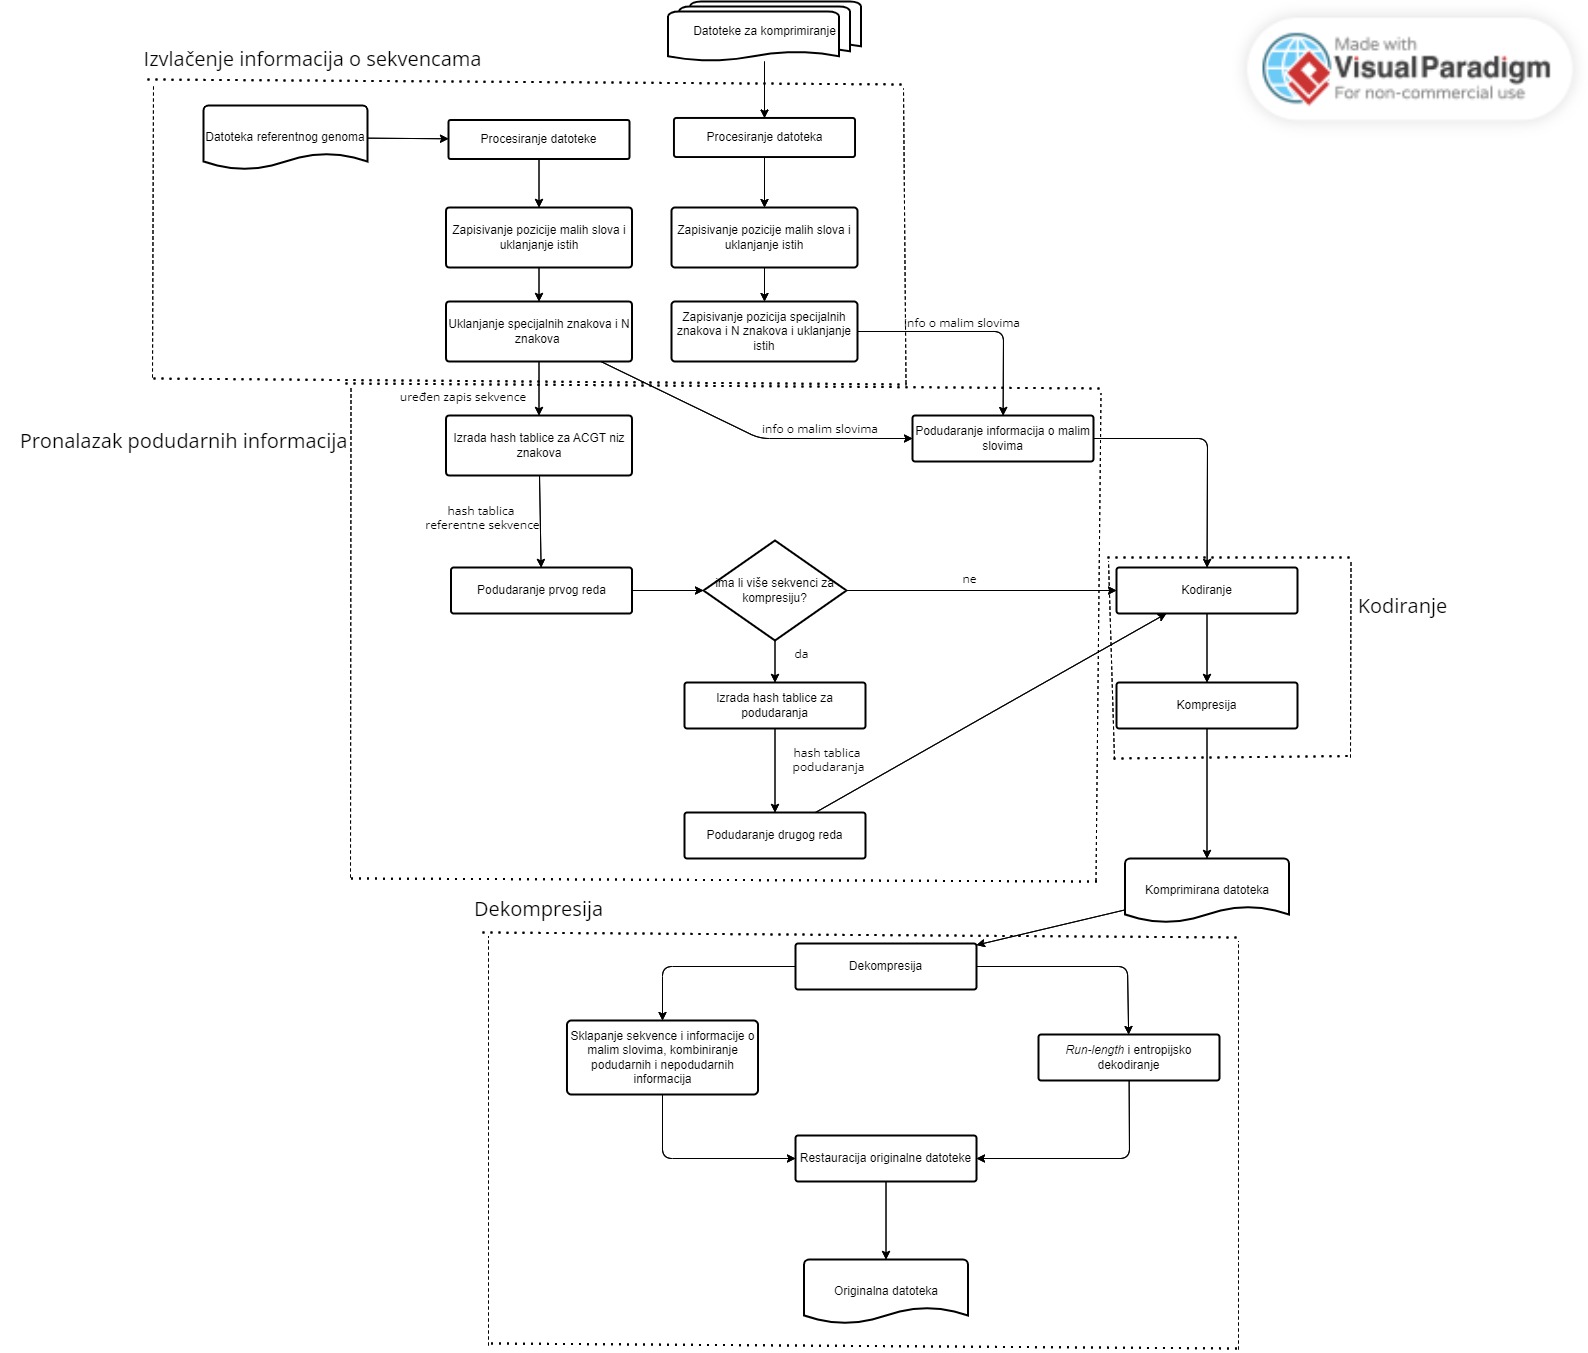 Datoteke za komprimiranje
Made with
Visual Paradigm
For non-commercial use
Izvlačenje informacija o sekvencama
Datoteka referentnog genoma
Procesiranje datoteke
Procesiranje datoteka
Zapisivanje pozicije malih slova i
uklanjanje istih
Zapisivanje pozicije malih slova i
uklanjanje istih
Uklanjanje specijalnih znakova i N
znakova
Zapisivanje pozicija specijalnih
znakova i N znakova i uklanjanje
istih
info o malim slovima
uređen zapis sekvence
info o malim slovima
Pronalazak podudarnih informacija
Izrada hash tablice za ACGT niz
znakova
Podudaranje informacija o malim
slovima
hash tablica
referentne sekvence
Podudaranje prvog reda
ima li više sekvenci za
kompresiju?
ne
Kodiranje
Kodiranje
da
Izrada hash tablice za
podudaranja
Kompresija
hash tablica
podudaranja
Podudaranje drugog reda
Komprimirana datoteka
Dekompresija
Dekompresija
Sklapanje sekvence i informacije o
malim slovima, kombiniranje
podudarnih i nepodudarnih
informacija
Run-length i entropijsko
dekodiranje
Restauracija originalne datoteke
Originalna datoteka